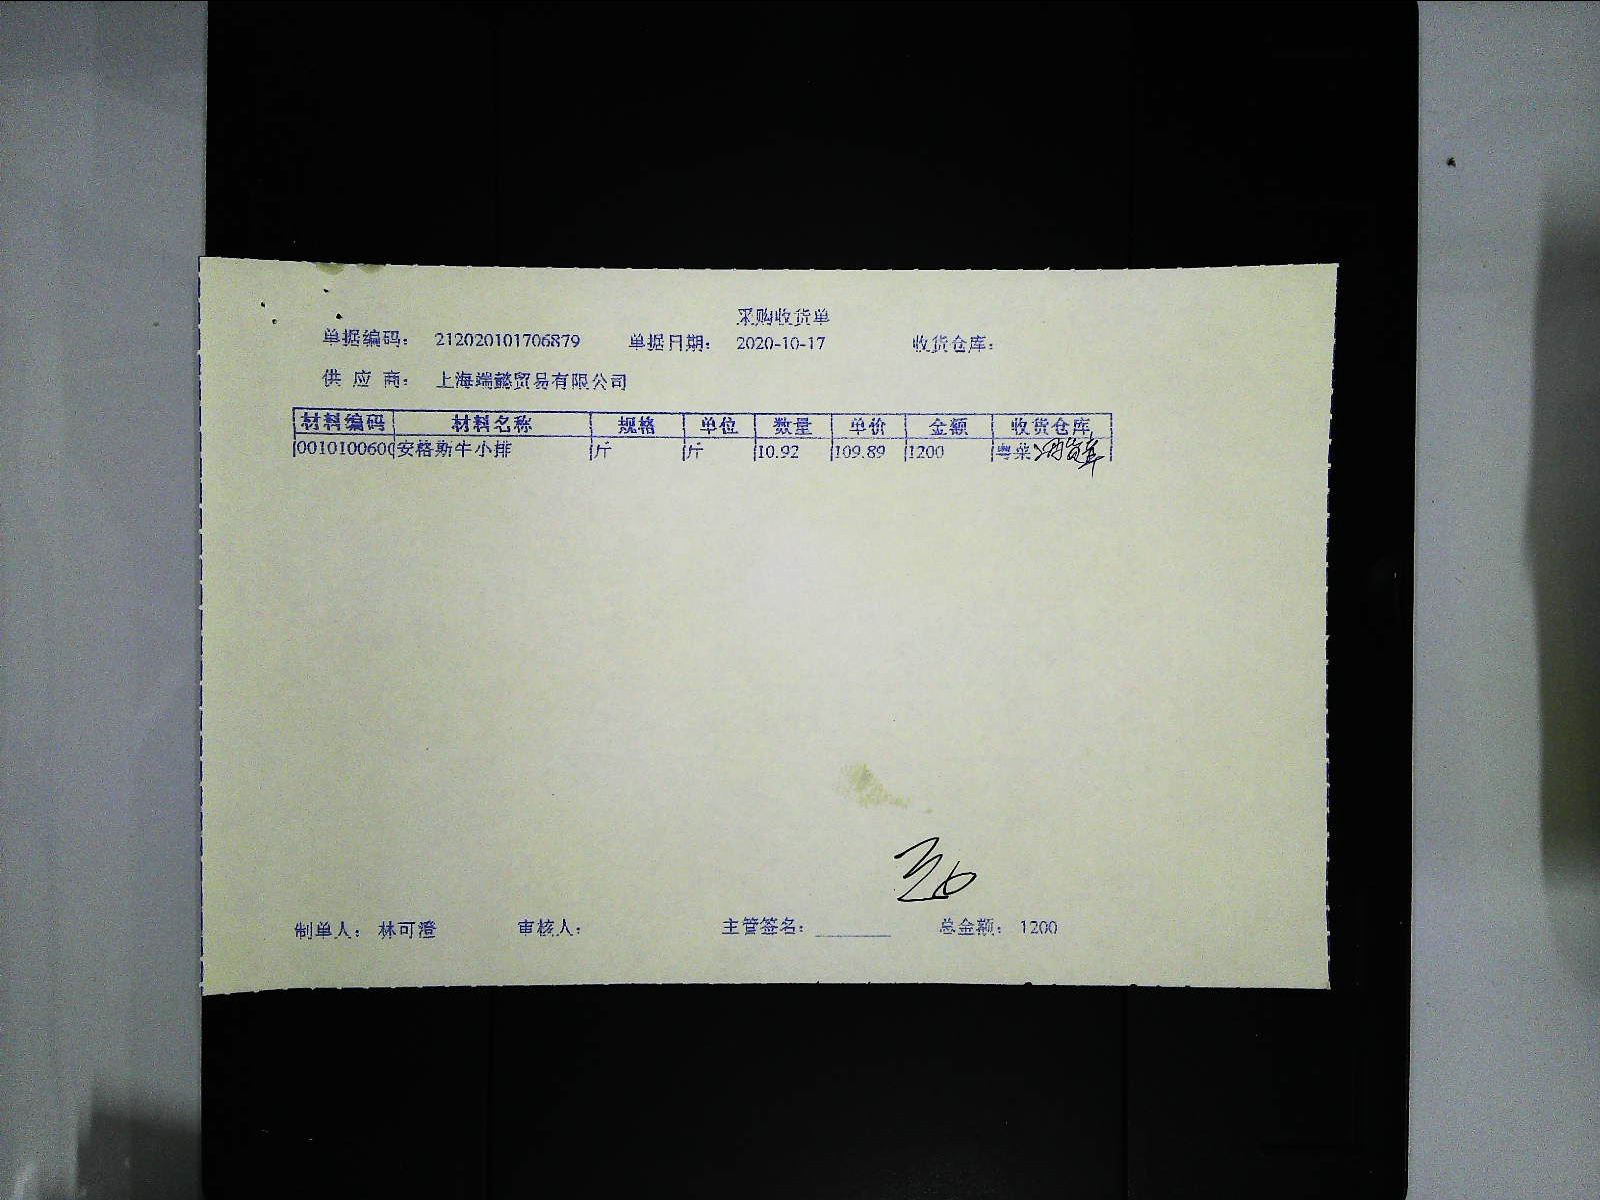 采购收货单
单据编码: 212020101706879 单据日期: 2020-10-17 收货仓库:
供 应 商: 上海端懿贸易有限公司
材料编码 材料名称 规格 单位 数量 单价 金额 收货仓库
0010100600 安格斯牛小排 斤 斤 10.92 109.89 1200 粤菜
制单人: 林可澄 审核人: 主管签名: 总金额: 1200